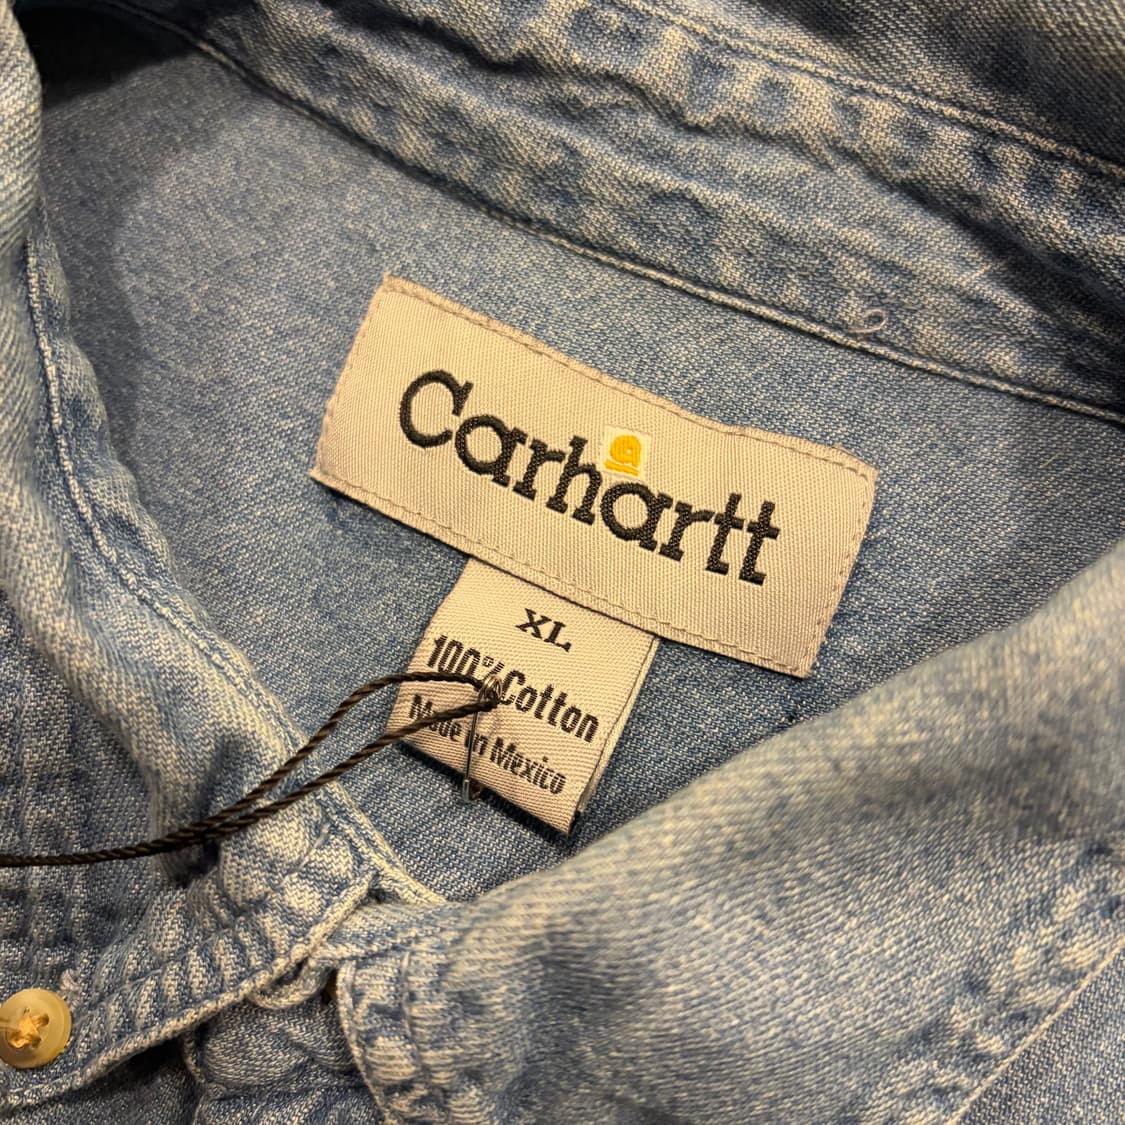 Carhartt
XL
100% Cotton
Made in Mexico